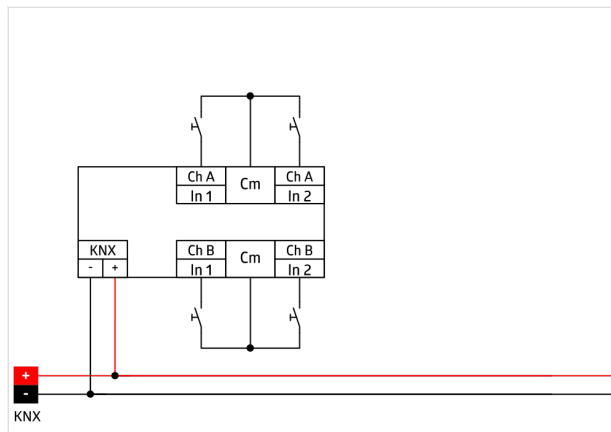 Ch A Cm Ch A
In 1 In 2
KNX Ch B Cm Ch B
- + In 1 In 2
+
-
KNX